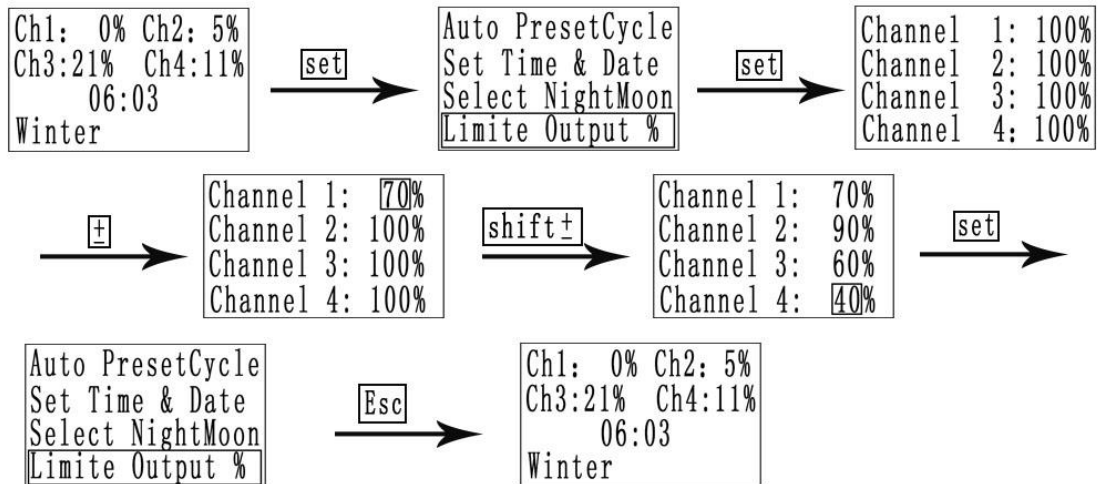 Ch1: 0% Ch2: 5%
Ch3:21% Ch4:11%
06:03
Winter
set
Auto PresetCycle
Set Time & Date
Select NightMoon
Limite Output %
set
Channel 1: 100%
Channel 2: 100%
Channel 3: 100%
Channel 4: 100%
±
Channel 1: 70%
Channel 2: 100%
Channel 3: 100%
Channel 4: 100%
shift±
Channel 1: 70%
Channel 2: 90%
Channel 3: 60%
Channel 4: 40%
set
Auto PresetCycle
Set Time & Date
Select NightMoon
Limite Output %
Esc
Ch1: 0% Ch2: 5%
Ch3:21% Ch4:11%
06:03
Winter